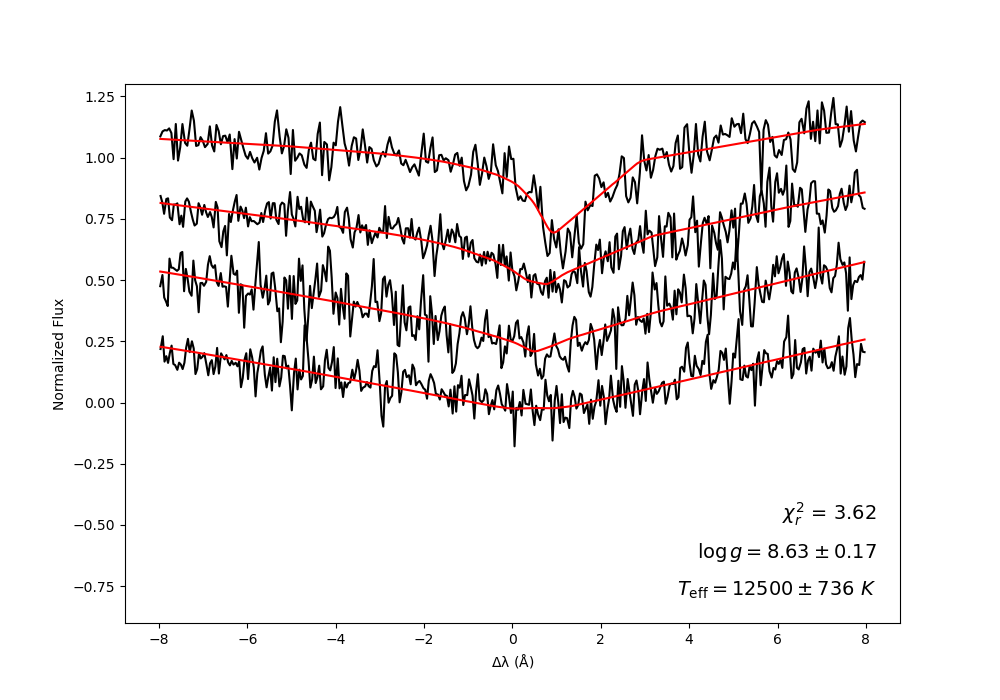 1.25
1.00
0.75
0.50
0.25
0.00
−0.25
−0.50
−0.75
Normalized Flux
χ²ᵣ = 3.62
log g = 8.63 ± 0.17
T_eff = 12500 ± 736 K
−8 −6 −4 −2 0 2 4 6 8
Δλ (Å)